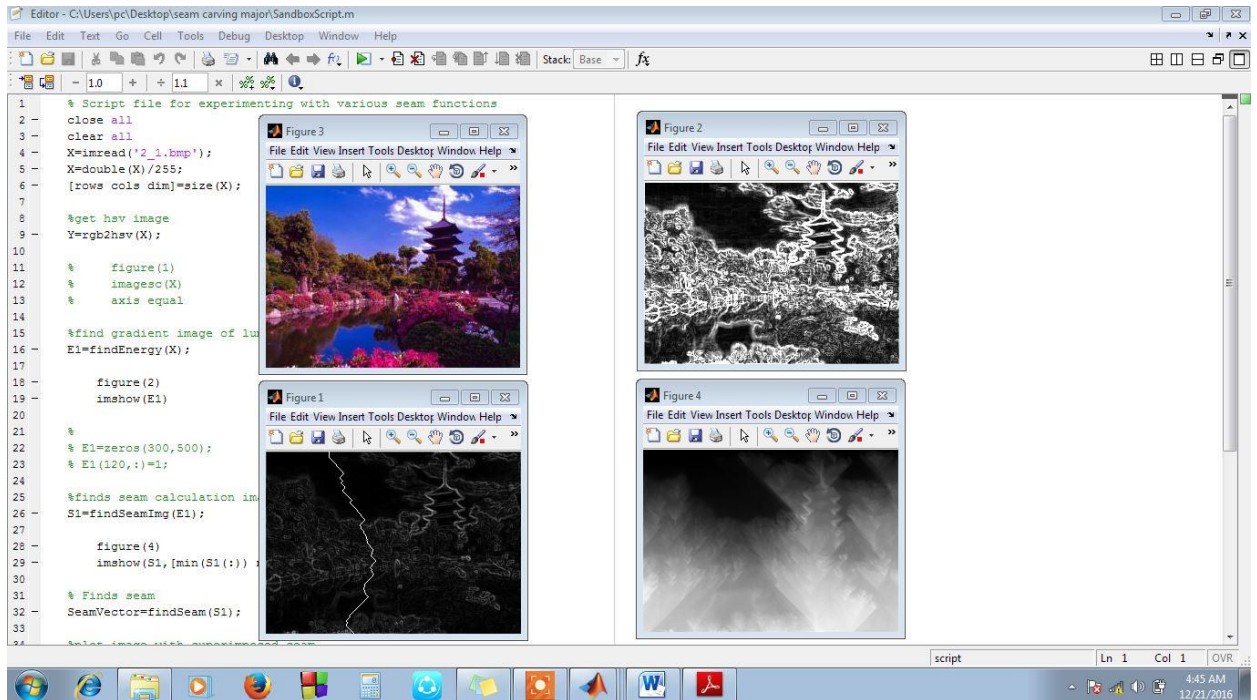 Editor - C:\Users\pc\Desktop\seam carving major\SandboxScript.m
File Edit Text Go Cell Tools Debug Desktop Window Help
Stack: Base fx
- 1.0 + ÷ 1.1 ×
1 % Script file for experimenting with various seam functions
2 - close all
3 - clear all
4 - X=imread('2_1.bmp');
5 - X=double(X)/255;
6 - [rows cols dim]=size(X);
7
8 %get hsv image
9 - Y=rgb2hsv(X);
10
11 % figure(1)
12 % imagesc(X)
13 % axis equal
14
15 %find gradient image of lu
16 - E1=findEnergy(X);
17
18 - figure(2)
19 - imshow(E1)
20
21 %
22 % E1=zeros(300,500);
23 % E1(120,:)=1;
24
25 %finds seam calculation im
26 - S1=findSeamImg(E1);
27
28 - figure(4)
29 - imshow(S1,[min(S1(:))
30
31 % Finds seam
32 - SeamVector=findSeam(S1);
33
34 %plot image with superimposed seam
Figure 3
File Edit View Insert Tools Desktop Window Help
Figure 2
File Edit View Insert Tools Desktop Window Help
Figure 1
File Edit View Insert Tools Desktop Window Help
Figure 4
File Edit View Insert Tools Desktop Window Help
script Ln 1 Col 1 OVR
4:45 AM
12/21/2016